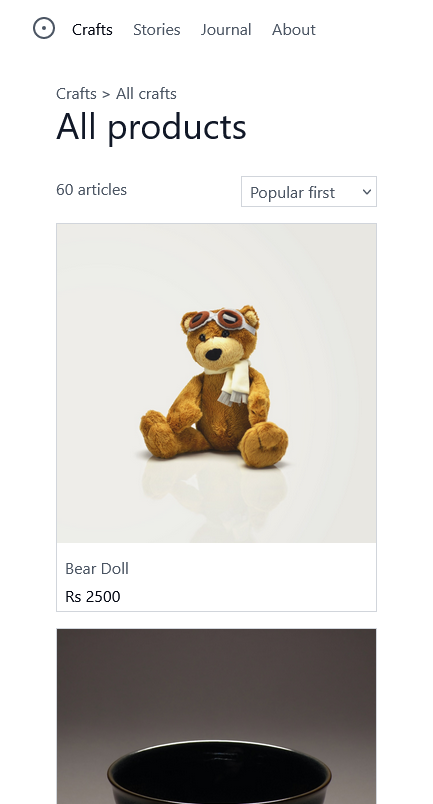 Crafts Stories Journal About
Crafts > All crafts
All products
60 articles
Popular first
Bear Doll
Rs 2500